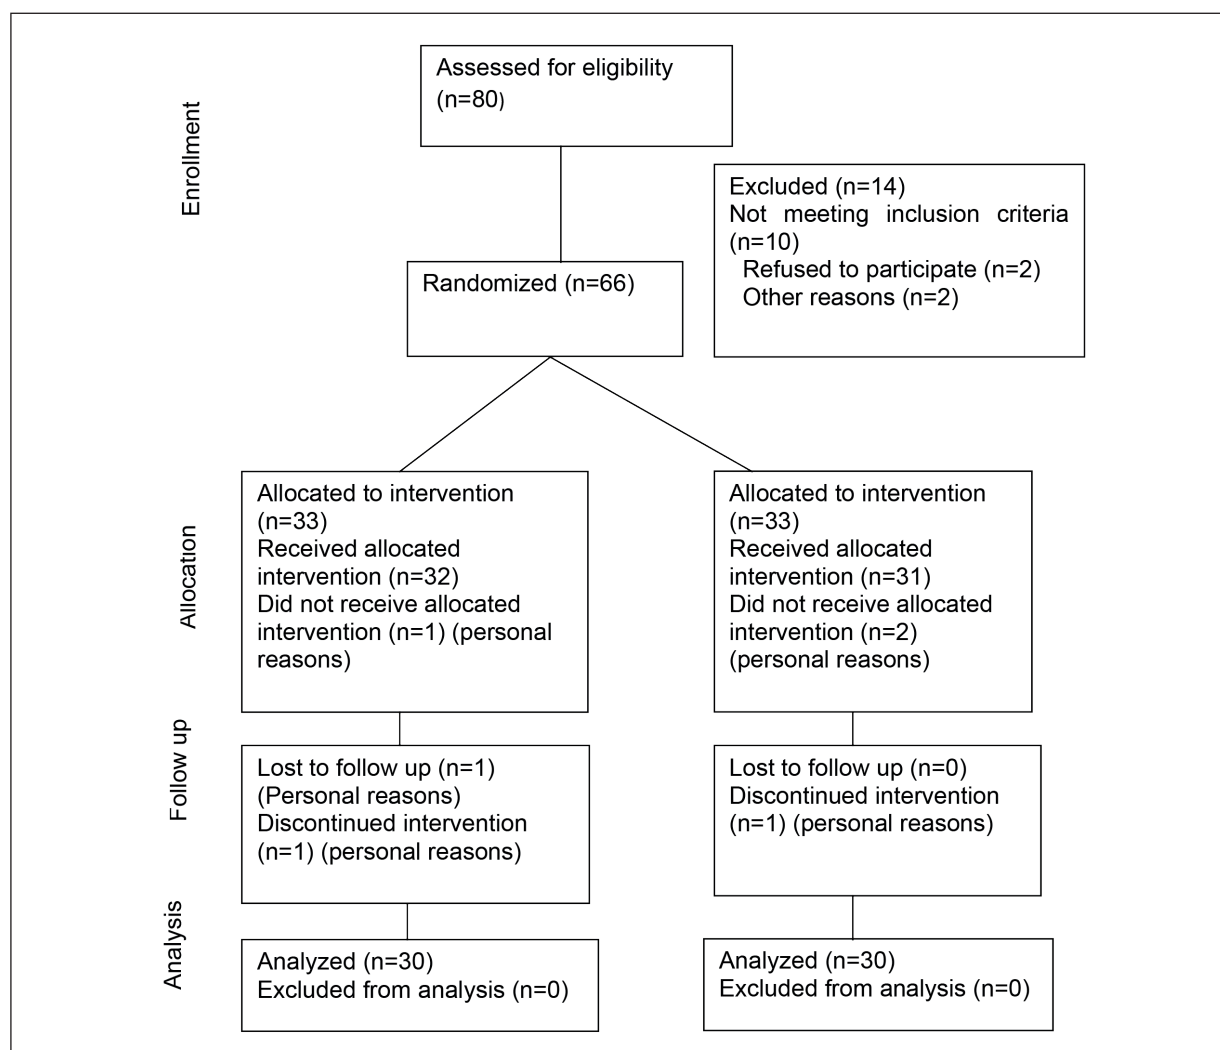 Enrollment
Assessed for eligibility
(n=80)
Excluded (n=14)
Not meeting inclusion criteria
(n=10)
Refused to participate (n=2)
Other reasons (n=2)
Randomized (n=66)
Allocation
Allocated to intervention
(n=33)
Received allocated
intervention (n=32)
Did not receive allocated
intervention (n=1) (personal
reasons)
Allocated to intervention
(n=33)
Received allocated
intervention (n=31)
Did not receive allocated
intervention (n=2)
(personal reasons)
Follow up
Lost to follow up (n=1)
(Personal reasons)
Discontinued intervention
(n=1) (personal reasons)
Lost to follow up (n=0)
Discontinued intervention
(n=1) (personal reasons)
Analysis
Analyzed (n=30)
Excluded from analysis (n=0)
Analyzed (n=30)
Excluded from analysis (n=0)